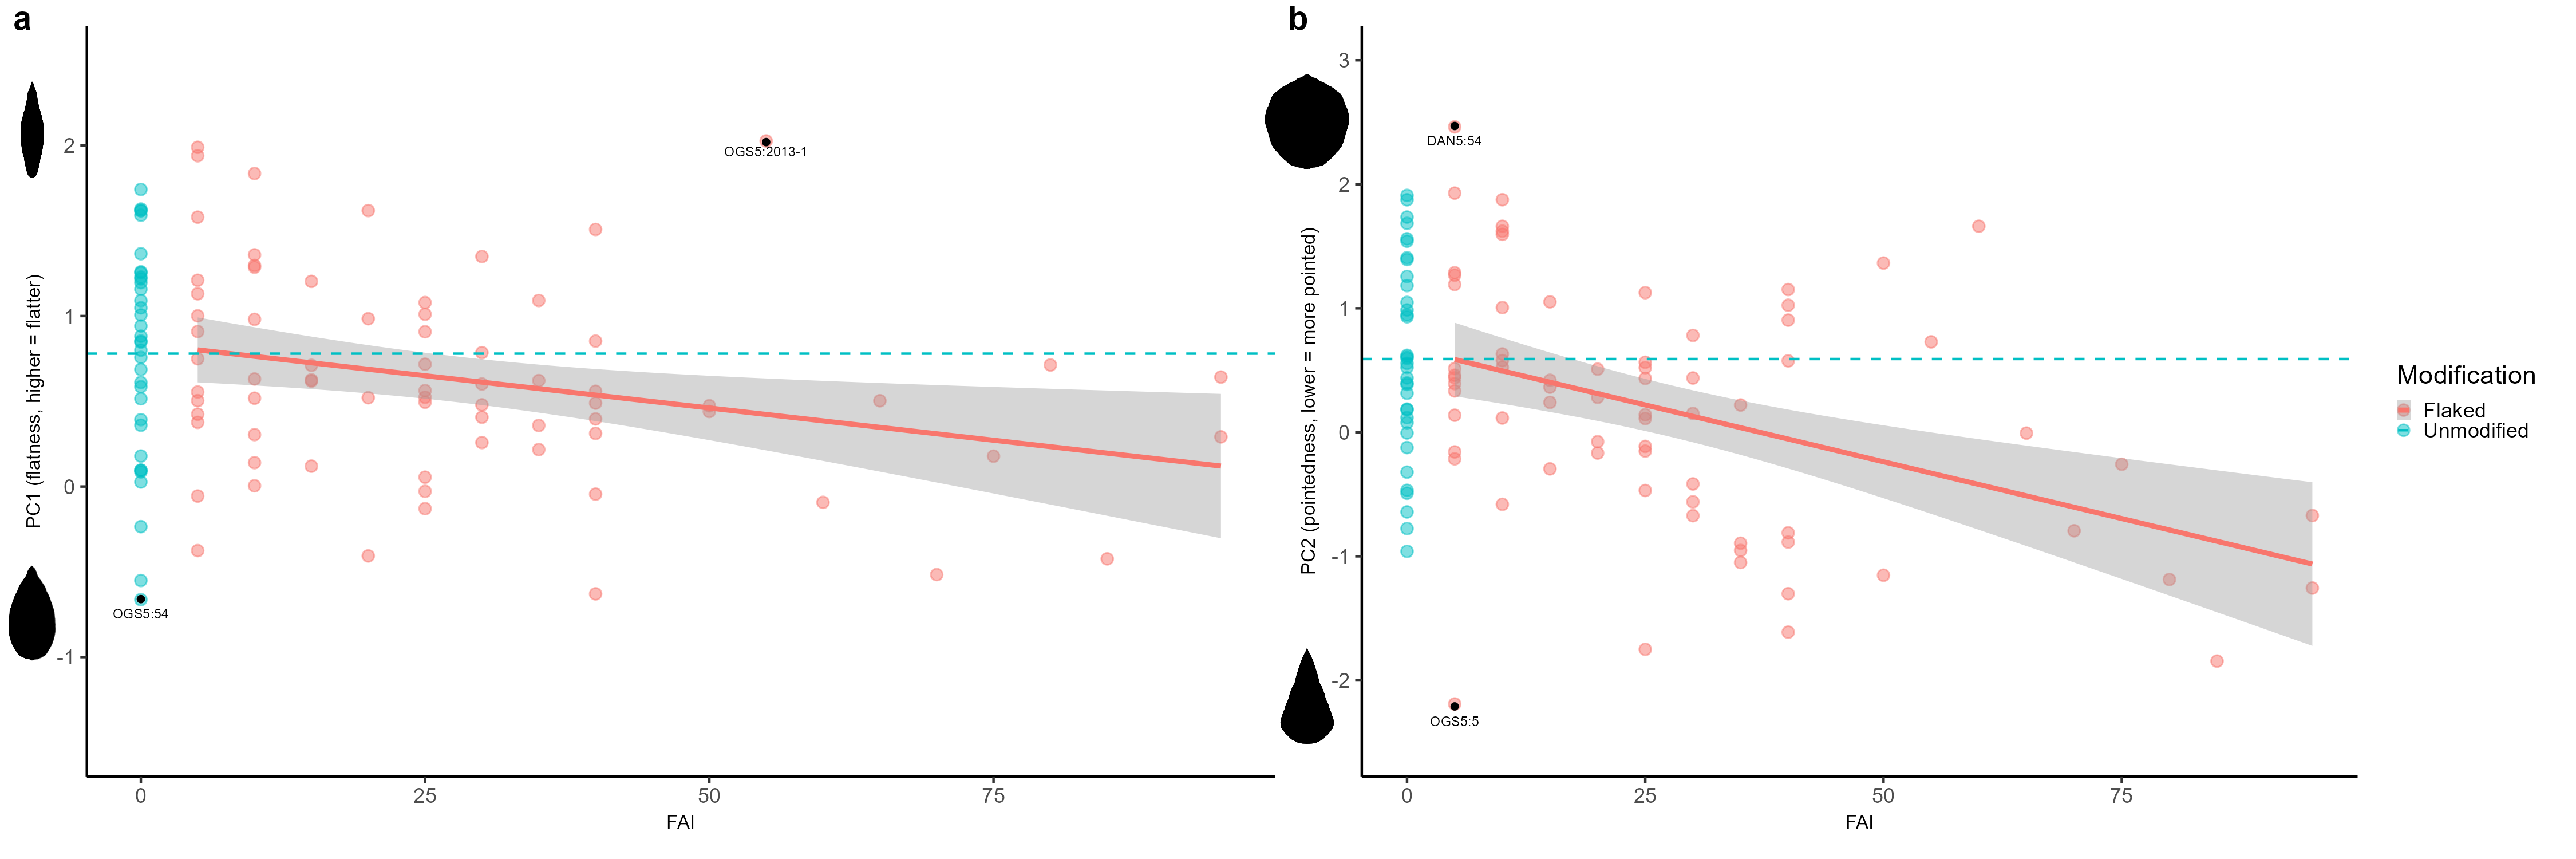 a
PC1 (flatness, higher = flatter)
2
1
0
-1
OGS5:2013-1
OGS5:54
0
25
50
75
FAI
b
PC2 (pointedness, lower = more pointed)
3
2
1
0
-1
-2
DAN5:54
OGS5:5
0
25
50
75
FAI
Modification
Flaked
Unmodified